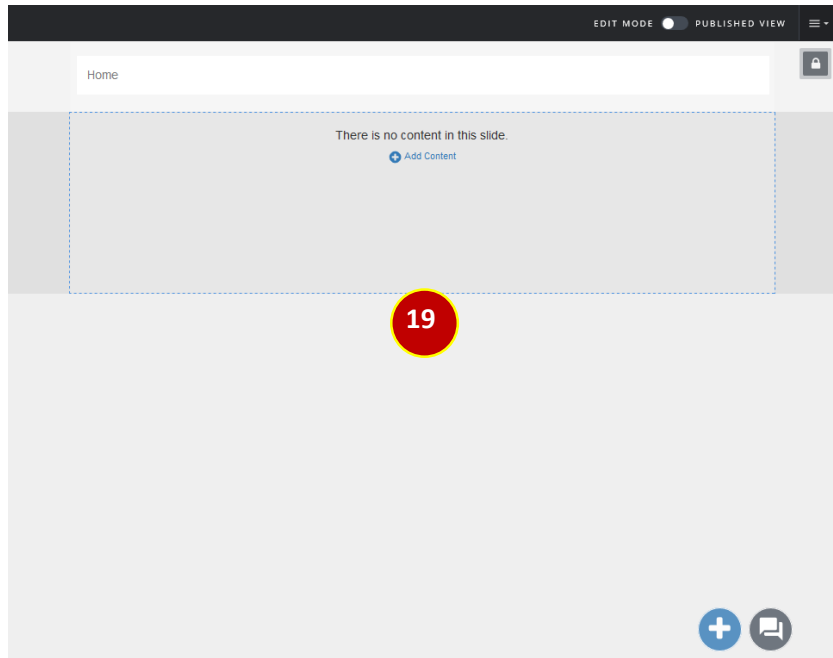 EDIT MODE PUBLISHED VIEW
Home
There is no content in this slide.
Add Content
19